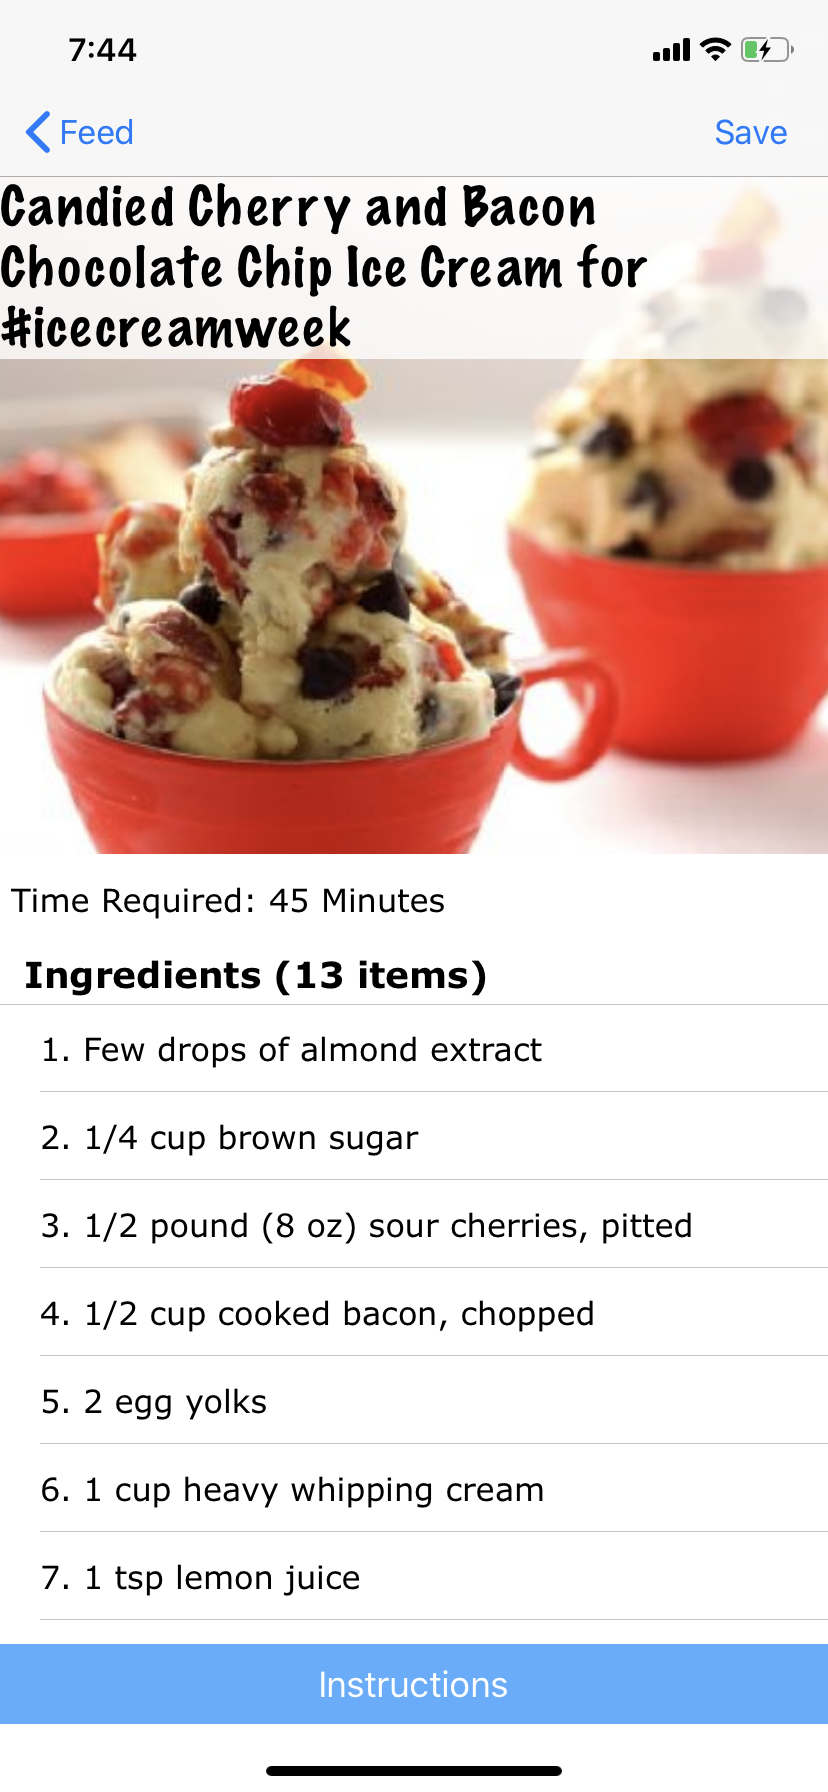 7:44
Feed
Save
Candied Cherry and Bacon
Chocolate Chip Ice Cream for
#icecreamweek
Time Required: 45 Minutes
Ingredients (13 items)
1. Few drops of almond extract
2. 1/4 cup brown sugar
3. 1/2 pound (8 oz) sour cherries, pitted
4. 1/2 cup cooked bacon, chopped
5. 2 egg yolks
6. 1 cup heavy whipping cream
7. 1 tsp lemon juice
Instructions